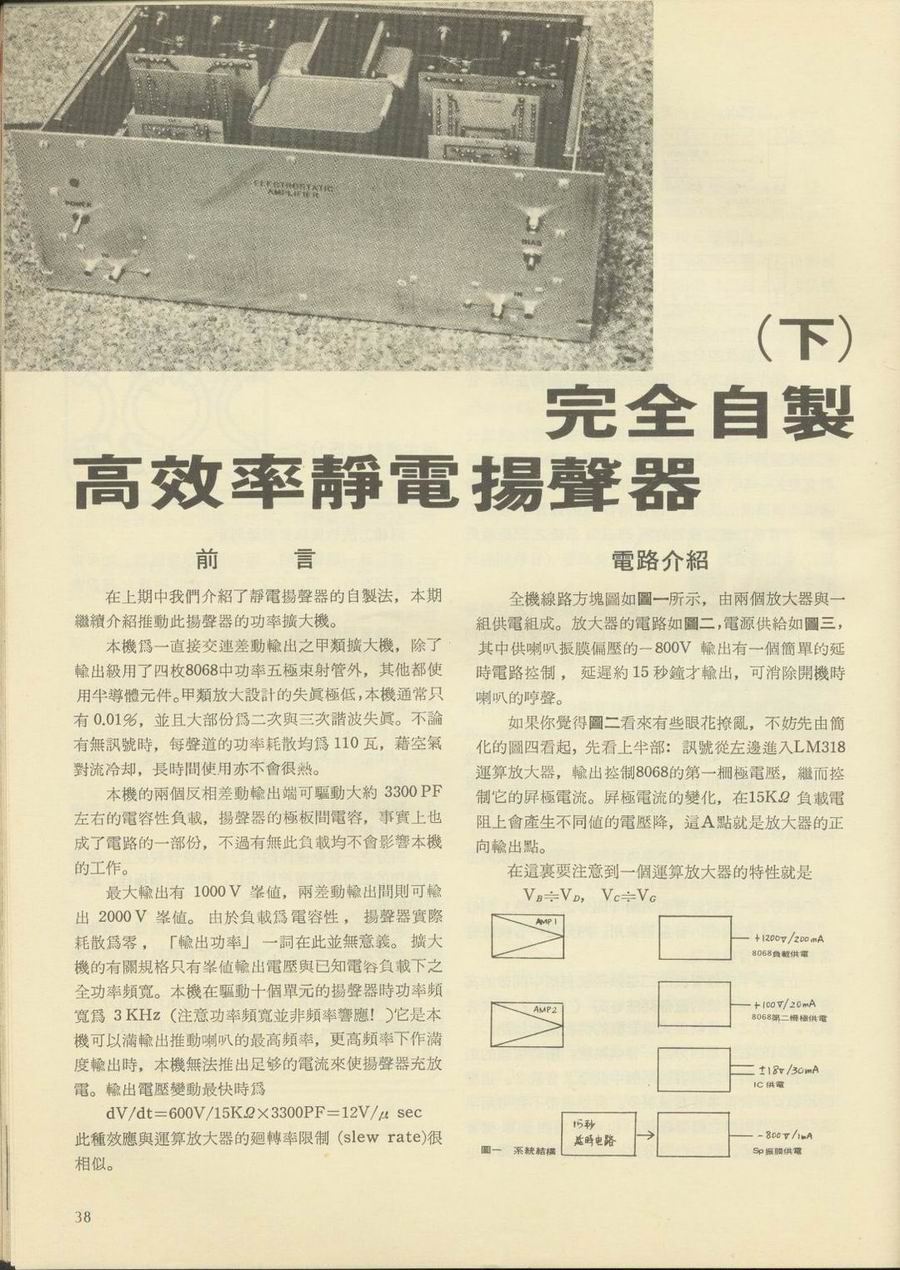 ELECTROSTATIC
AMPLIFIER
POWER
BIAS
IN
IN
（下）
完全自製
高效率靜電揚聲器
前言
在上期中我們介紹了靜電揚聲器的自製法，本期
繼續介紹推動此揚聲器的功率擴大機。
本機爲一直接交連差動輸出之甲類擴大機，除了
輸出級用了四枚8068中功率五極束射管外，其他都使
用半導體元件。甲類放大設計的失眞極低，本機通常只
有 0.01%，並且大部份爲二次與三次諧波失眞。不論
有無訊號時，每聲道的功率耗散均爲 110 瓦，藉空氣
對流冷却，長時間使用亦不會很熱。
本機的兩個反相差動輸出端可驅動大約 3300 PF
左右的電容性負載，揚聲器的極板間電容，事實上也
成了電路的一部份，不過有無此負載均不會影響本機
的工作。
最大輸出有 1000 V 峯値，兩差動輸出間則可輸
出 2000 V 峯値。由於負載爲電容性，揚聲器實際
耗散爲零，「輸出功率」一詞在此並無意義。擴大
機的有關規格只有峯値輸出電壓與已知電容負載下之
全功率頻寬。本機在驅動十個單元的揚聲器時功率頻
寬爲 3 KHz（注意功率頻寬並非頻率響應！）它是本
機可以滿輸出推動喇叭的最高頻率，更高頻率下作滿
度輸出時，本機無法推出足够的電流來使揚聲器充放
電。輸出電壓變動最快時爲
dV/dt=600V/15KΩ×3300PF=12V/μ sec
此種效應與運算放大器的廻轉率限制 (slew rate)很
相似。
電路介紹
全機線路方塊圖如圖一所示，由兩個放大器與一
組供電組成。放大器的電路如圖二，電源供給如圖三，
其中供喇叭振膜偏壓的－800V 輸出有一個簡單的延
時電路控制，延遲約 15 秒鐘才輸出，可消除開機時
喇叭的哼聲。
如果你覺得圖二看來有些眼花撩亂，不妨先由簡
化的圖四看起，先看上半部：訊號從左邊進入LM318
運算放大器，輸出控制8068的第一柵極電壓，繼而控
制它的屛極電流。屛極電流的變化，在15KΩ 負載電
阻上會產生不同値的電壓降，這A點就是放大器的正
向輸出點。
在這裏要注意到一個運算放大器的特性就是
VB≑VD, VC≑VG
AMP1
+1200V/200mA
8068負載供電
AMP2
+100V/20mA
8068第二柵極供電
±18V/30mA
IC 供電
15秒
延時电路
-800V/1mA
Sp振膜供電
圖一 系統結構
38